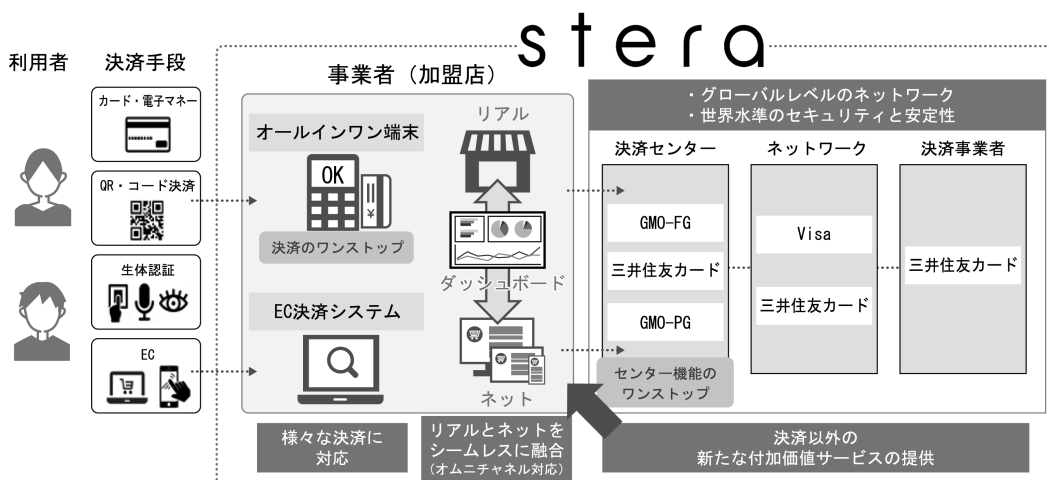 stera
利用者
決済手段
カード・電子マネー
QR・コード決済
生体認証
EC
事業者（加盟店）
オールインワン端末
OK
¥
決済のワンストップ
EC決済システム
リアル
ダッシュボード
ネット
・グローバルレベルのネットワーク
・世界水準のセキュリティと安定性
決済センター
GMO-FG
三井住友カード
GMO-PG
センター機能の
ワンストップ
ネットワーク
Visa
三井住友カード
決済事業者
三井住友カード
様々な決済に
対応
リアルとネットを
シームレスに融合
（オムニチャネル対応）
決済以外の
新たな付加価値サービスの提供